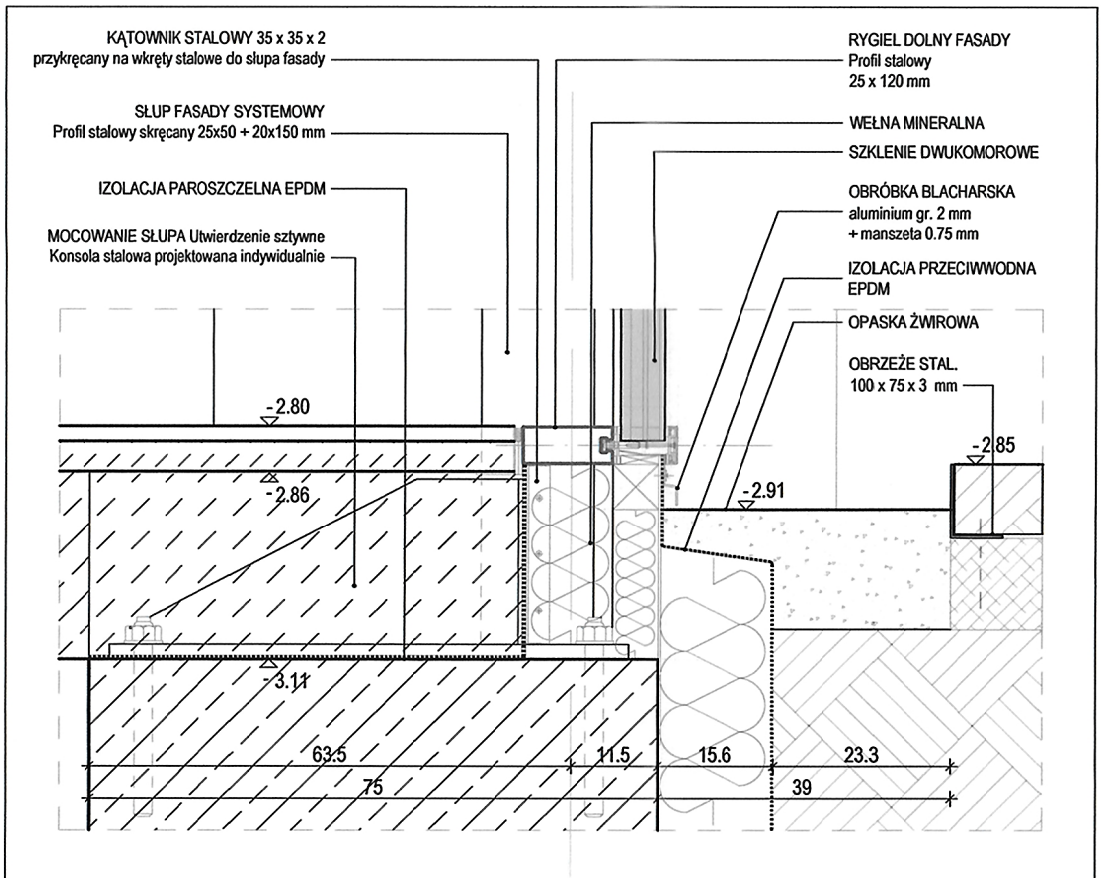 KĄTOWNIK STALOWY 35 x 35 x 2
przykręcany na wkręty stalowe do słupa fasady
SŁUP FASADY SYSTEMOWY
Profil stalowy skręcany 25x50 + 20x150 mm
IZOLACJA PAROSZCZELNA EPDM
MOCOWANIE SŁUPA Utwierdzenie sztywne
Konsola stalowa projektowana indywidualnie
RYGIEL DOLNY FASADY
Profil stalowy
25 x 120 mm
WEŁNA MINERALNA
SZKLENIE DWUKOMOROWE
OBRÓBKA BLACHARSKA
aluminium gr. 2 mm
+ manszeta 0.75 mm
IZOLACJA PRZECIWWODNA
EPDM
OPASKA ŻWIROWA
OBRZEŻE STAL.
100 x 75 x 3 mm
-2.80
-2.85
-2.86
-2.91
-3.11
63.5
11.5
15.6
23.3
75
39